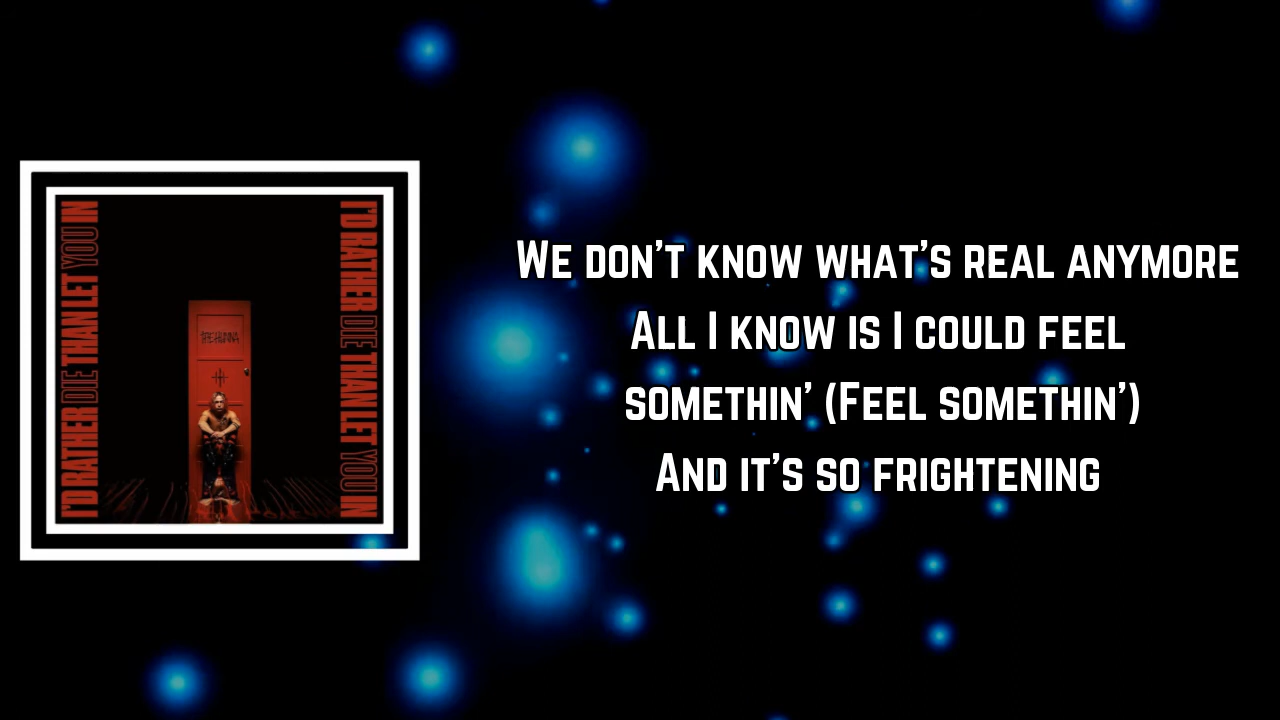 I'D RATHER DIE THAN LET YOU IN
I'D RATHER DIE THAN LET YOU IN
We don't know what's real anymore
All I know is I could feel
somethin' (Feel somethin')
And it's so frightening